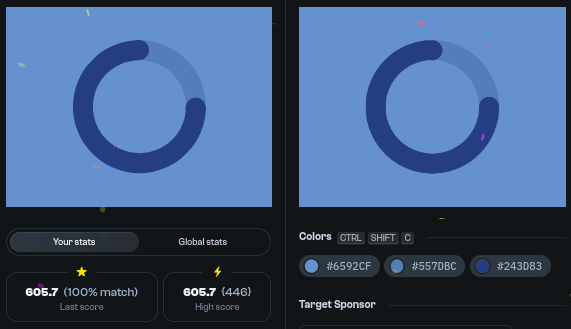 Your stats
Global stats
605.7 (100% match)
Last score
605.7 {446}
High score
Colors CTRL SHIFT C
#6592CF
#557DBC
#243D83
Target Sponsor